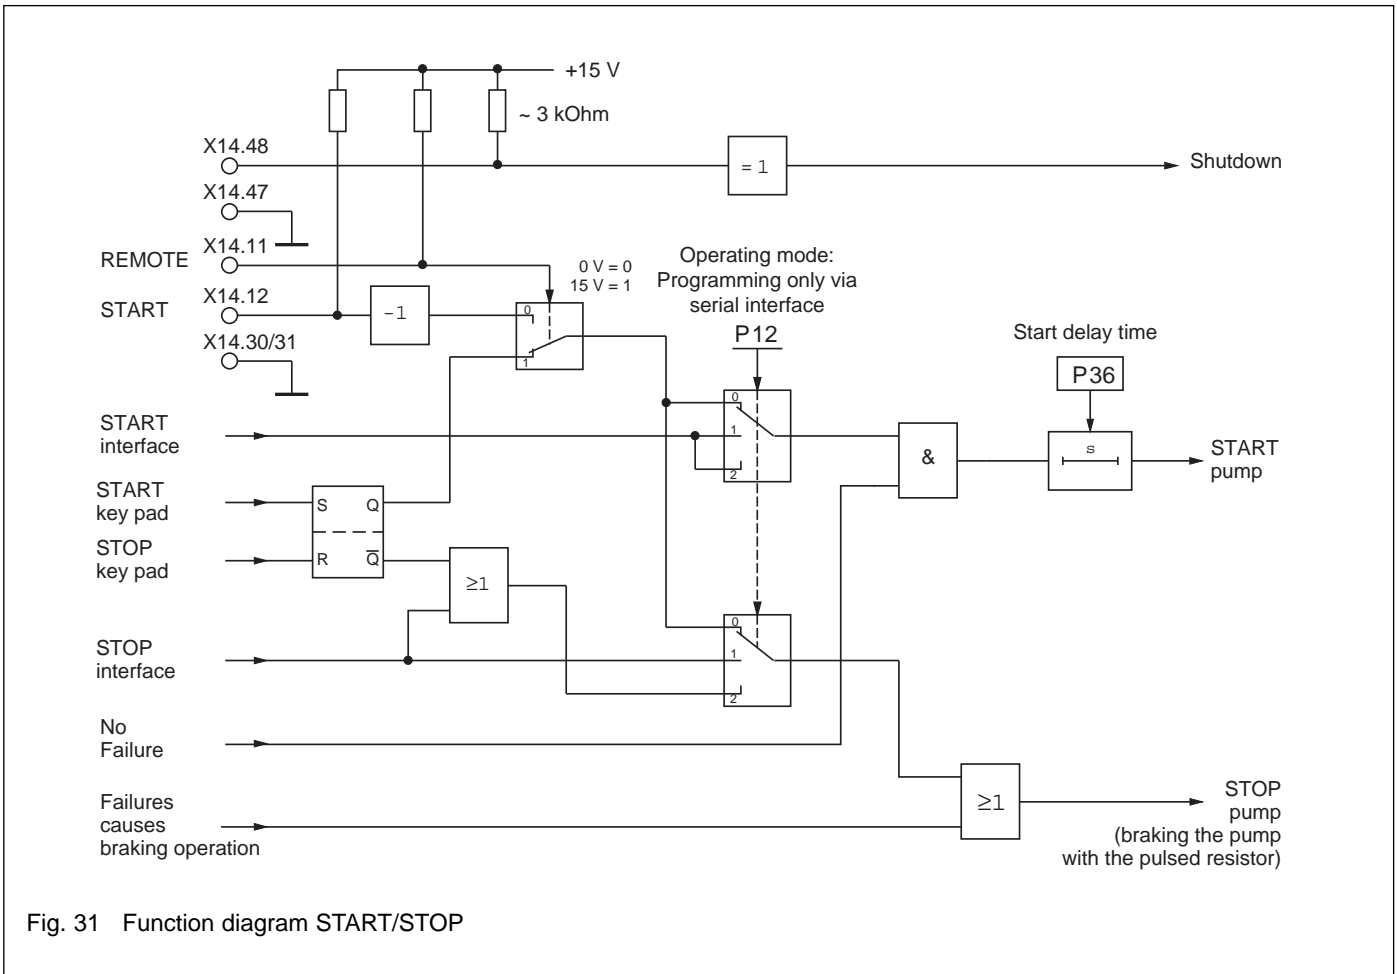 +15 V
~ 3 kOhm
X14.48
= 1
Shutdown
X14.47
REMOTE
X14.11
0 V = 0
15 V = 1
Operating mode:
Programming only via
serial interface
START
X14.12
-1
0
1
P12
Start delay time
X14.30/31
P36
START
interface
0
1
2
&
s
START
pump
START
key pad
S Q
STOP
key pad
R Q̅
≥1
STOP
interface
0
1
2
No
Failure
Failures
causes
braking operation
≥1
STOP
pump
(braking the pump
with the pulsed resistor)
Fig. 31 Function diagram START/STOP